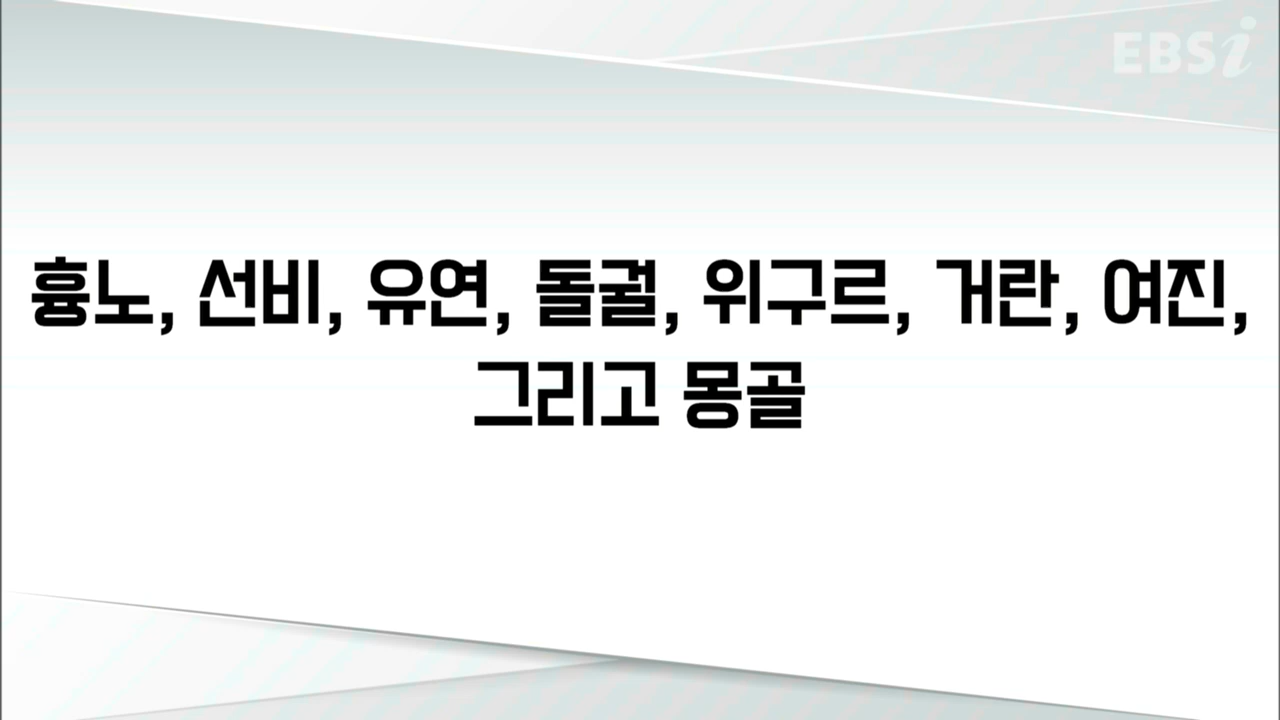 EBSi
흉노, 선비, 유연, 돌궐, 위구르, 거란, 여진,
그리고 몽골